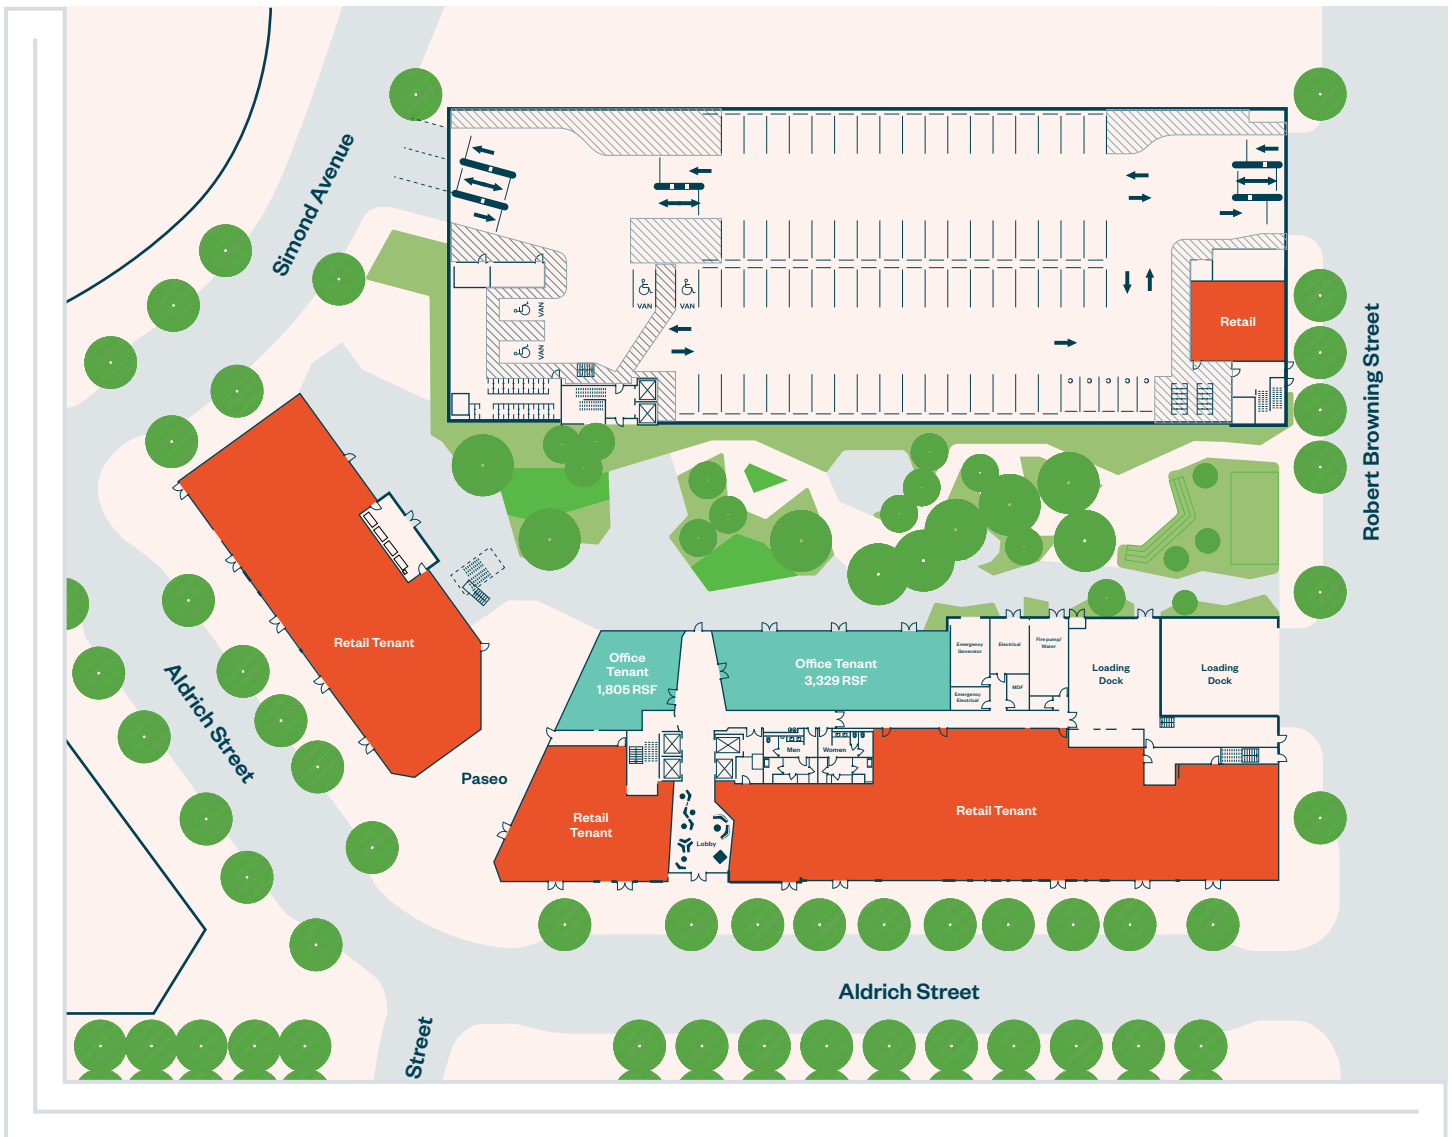 Simond Avenue
VAN
VAN
VAN
VAN
Retail
Robert Browning Street
Retail Tenant
Office
Tenant
1,805 RSF
Office Tenant
3,329 RSF
Emergency
Generator
Electrical
Fire pump/
Water
Loading
Dock
Loading
Dock
MDF
Emergency
Electrical
Aldrich Street
Men
Women
Paseo
Retail
Tenant
Retail Tenant
Lobby
Aldrich Street
Street